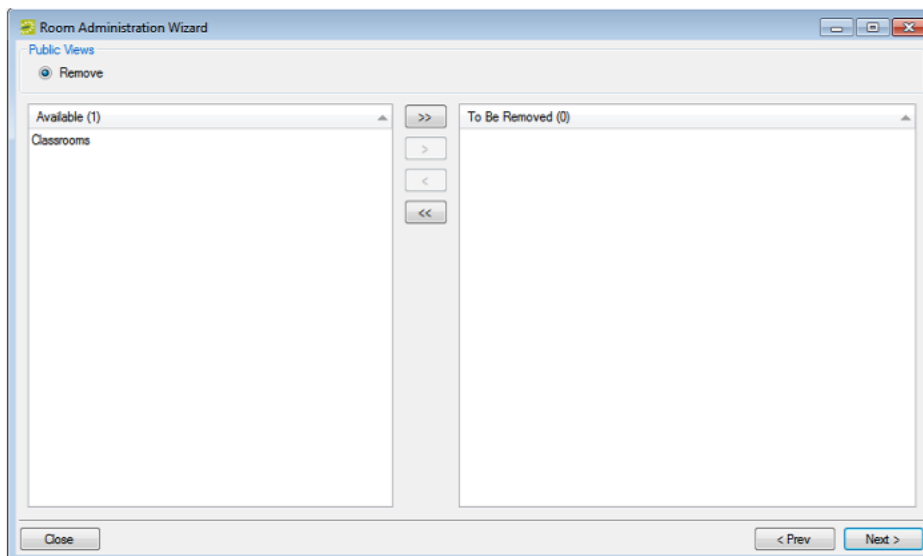 Room Administration Wizard
Public Views
Remove
Available (1)
>>
To Be Removed (0)
Classrooms
>
<
<<
Close
< Prev
Next >